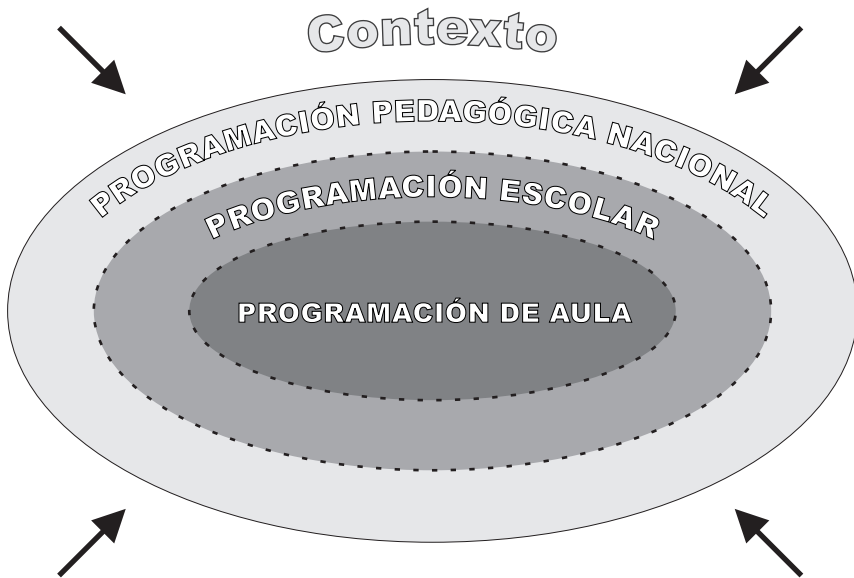 Contexto
PROGRAMACIÓN PEDAGÓGICA NACIONAL
PROGRAMACIÓN ESCOLAR
PROGRAMACIÓN DE AULA